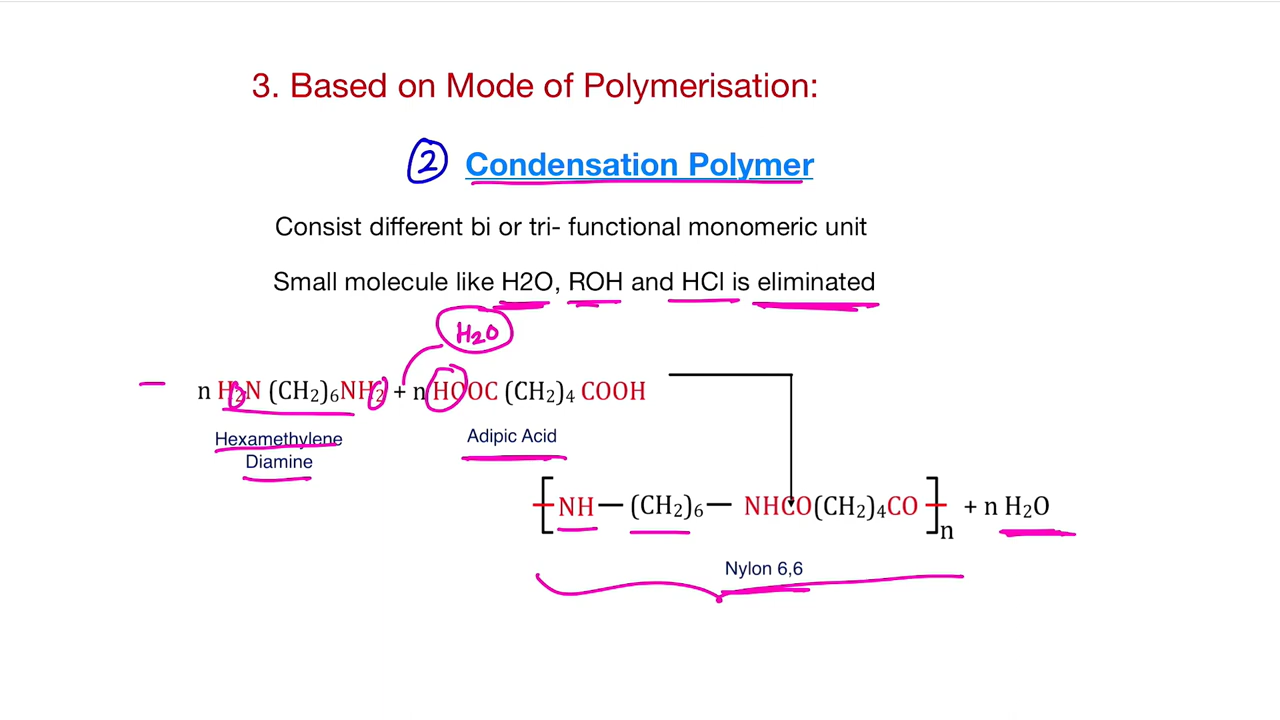 3. Based on Mode of Polymerisation:
2 Condensation Polymer
Consist different bi or tri- functional monomeric unit
Small molecule like H2O, ROH and HCl is eliminated
H2O
n H₂N (CH₂)₆NH₂ + n HOOC (CH₂)₄ COOH
Hexamethylene
Diamine
Adipic Acid
[NH — (CH₂)₆ — NHCO(CH₂)₄CO]n + n H₂O
Nylon 6,6